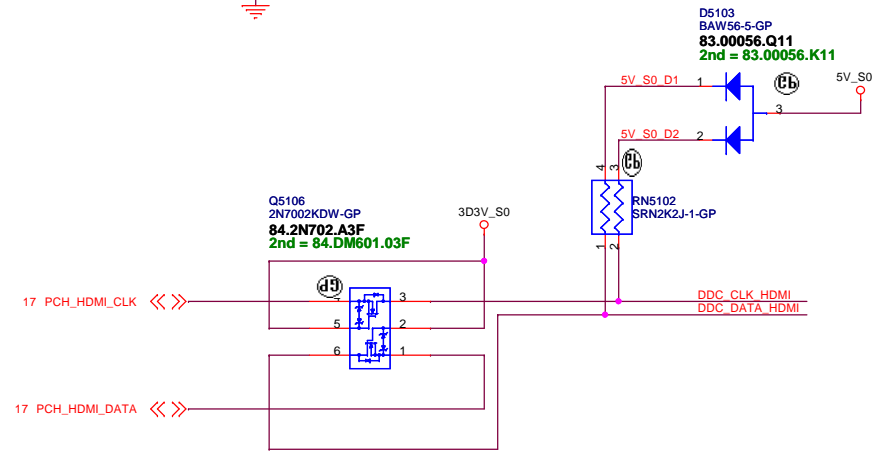 D5103
BAW56-5-GP
83.00056.Q11
2nd = 83.00056.K11
5V_S0_D1
1
5V_S0
3
5V_S0_D2
2
4
3
RN5102
SRN2K2J-1-GP
1
2
Q5106
2N7002KDW-GP
84.2N702.A3F
2nd = 84.DM601.03F
3D3V_S0
17 PCH_HDMI_CLK
4
3
DDC_CLK_HDMI
DDC_DATA_HDMI
5
2
6
1
17 PCH_HDMI_DATA